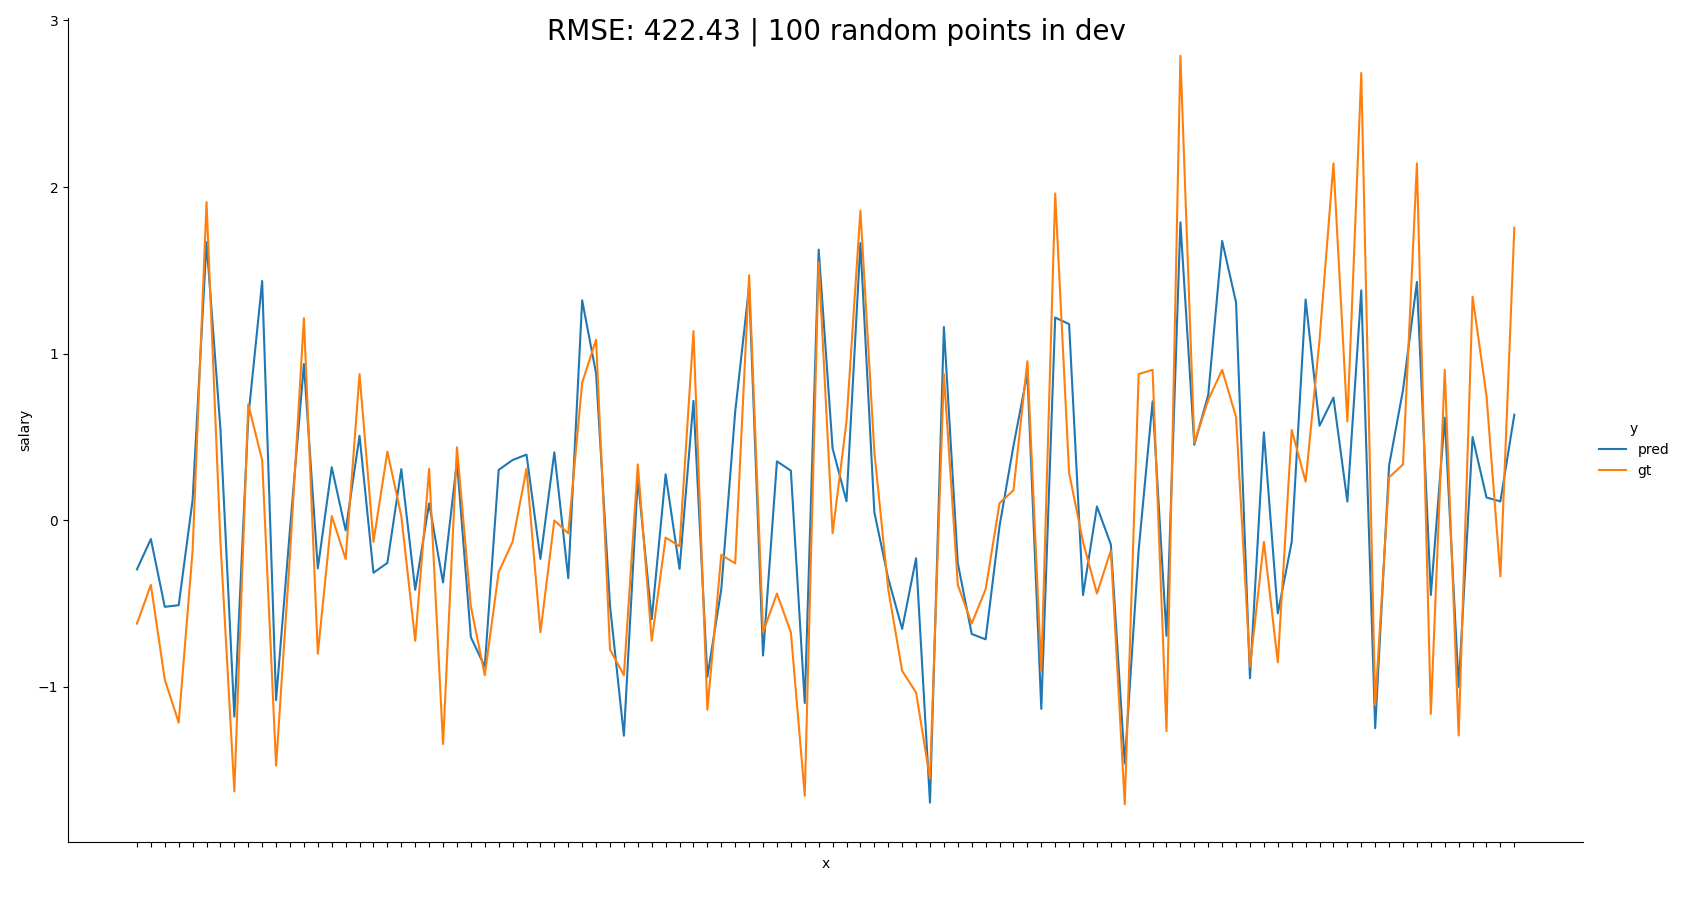 RMSE: 422.43 | 100 random points in dev
3
2
1
0
−1
salary
x
y
pred
gt